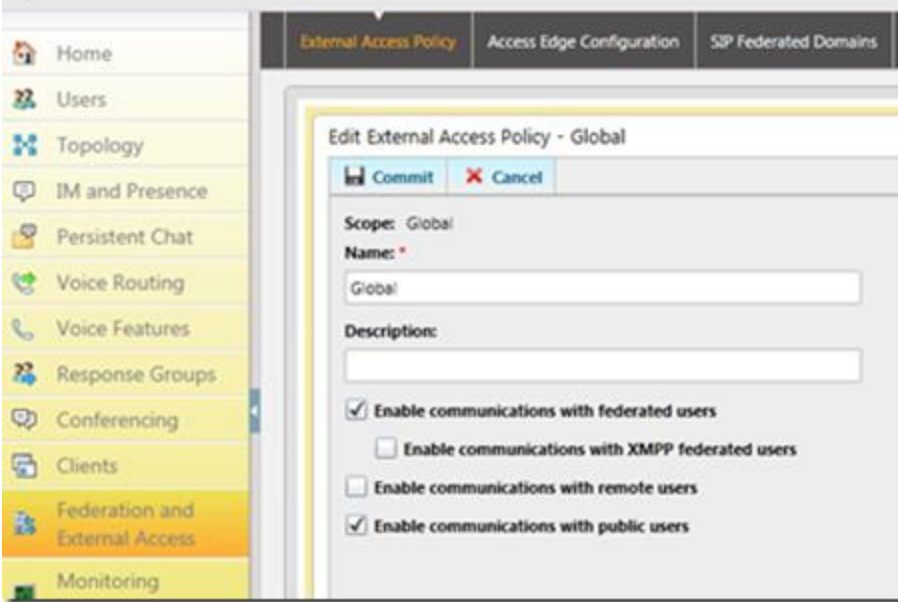 External Access Policy
Access Edge Configuration
SIP Federated Domains
Home
Users
Topology
IM and Presence
Persistent Chat
Voice Routing
Voice Features
Response Groups
Conferencing
Clients
Federation and
External Access
Monitoring
Edit External Access Policy - Global
Commit
Cancel
Scope: Global
Name: *
Global
Description:
Enable communications with federated users
Enable communications with XMPP federated users
Enable communications with remote users
Enable communications with public users